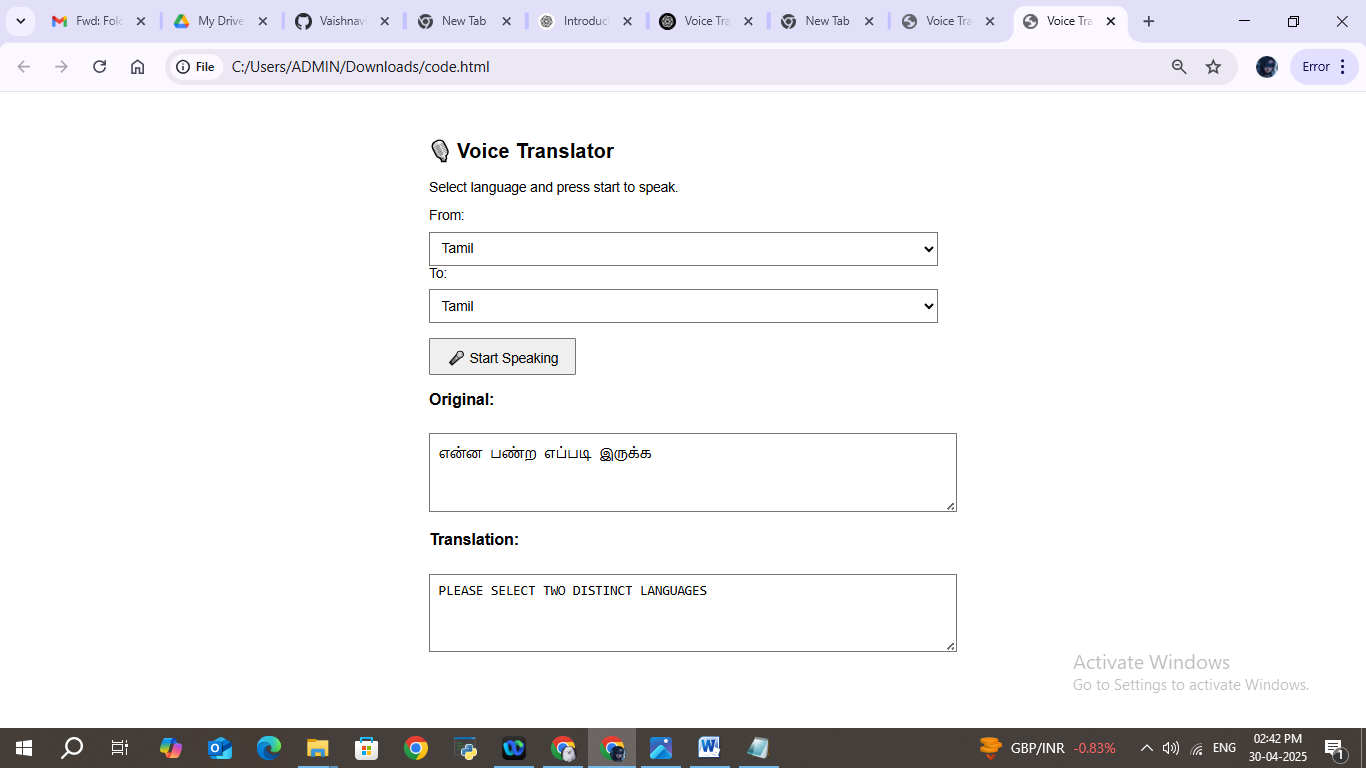 Fwd: Folo
My Drive
Vaishnavi
New Tab
Introduci
Voice Tra
New Tab
Voice Tra
Voice Tra
File C:/Users/ADMIN/Downloads/code.html
Error
Voice Translator
Select language and press start to speak.
From:
Tamil
To:
Tamil
Start Speaking
Original:
என்ன பண்ற எப்படி இருக்க
Translation:
PLEASE SELECT TWO DISTINCT LANGUAGES
Activate Windows
Go to Settings to activate Windows.
GBP/INR -0.83%
ENG
02:42 PM
30-04-2025
1